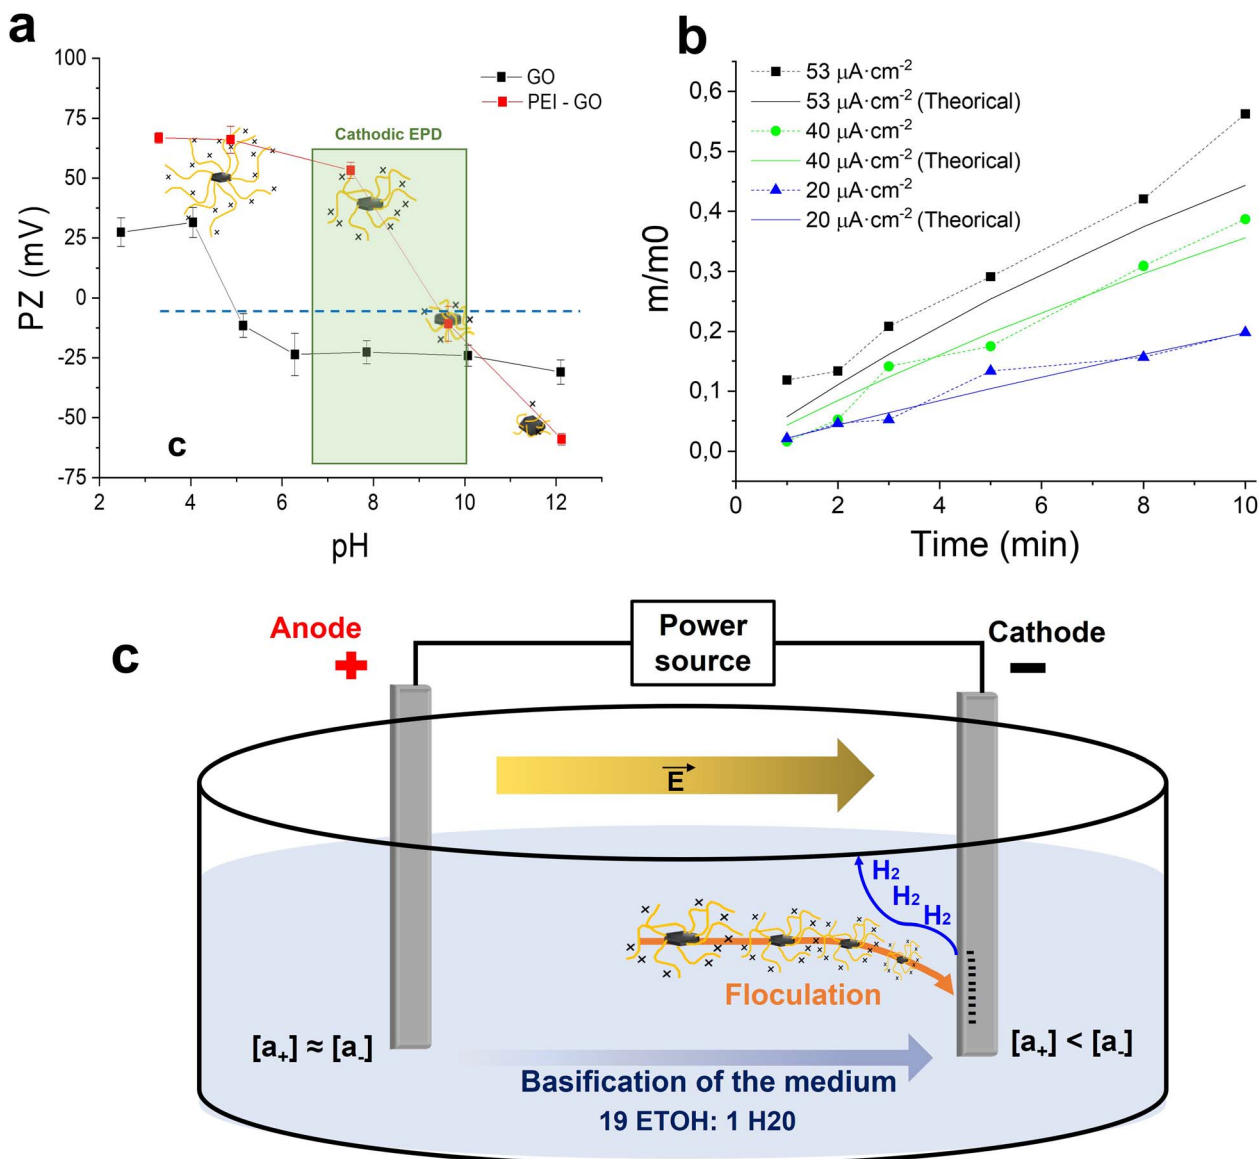 a
100
75
50
25
0
-25
-50
-75
PZ (mV)
2
4
6
8
10
12
pH
GO
PEI - GO
Cathodic EPD
c
b
0,6
0,5
0,4
0,3
0,2
0,1
0,0
m/m0
0
2
4
6
8
10
Time (min)
53 µA·cm-2
53 µA·cm-2 (Theorical)
40 µA·cm-2
40 µA·cm-2 (Theorical)
20 µA·cm-2
20 µA·cm-2 (Theorical)
c
Anode
+
Power
source
Cathode
−
E
H2
H2
H2
Floculation
[a+] ≈ [a-]
[a+] < [a-]
Basification of the medium
19 ETOH: 1 H20